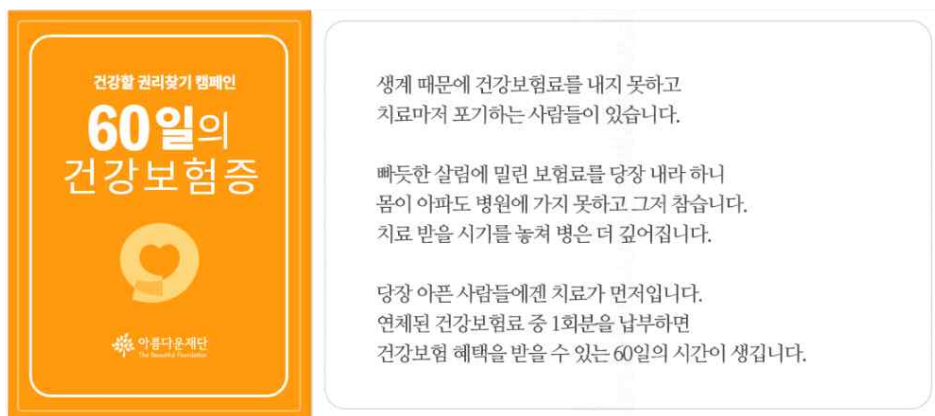 건강할 권리찾기 캠페인
60일의
건강보험증
아름다운재단
The Beautiful Foundation
생계 때문에 건강보험료를 내지 못하고
치료마저 포기하는 사람들이 있습니다.
빠듯한 살림에 밀린 보험료를 당장 내라 하니
몸이 아파도 병원에 가지 못하고 그저 참습니다.
치료 받을 시기를 놓쳐 병은 더 깊어집니다.
당장 아픈 사람들에겐 치료가 먼저입니다.
연체된 건강보험료 중 1회분을 납부하면
건강보험 혜택을 받을 수 있는 60일의 시간이 생깁니다.